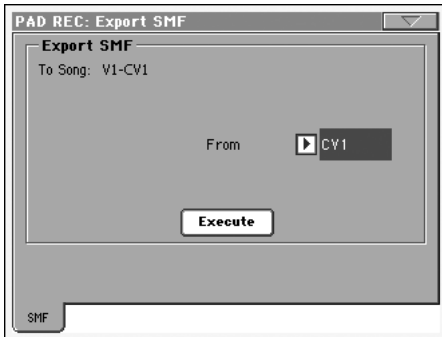 PAD REC: Export SMF
Export SMF
To Song: V1-CV1
From CV1
Execute
SMF